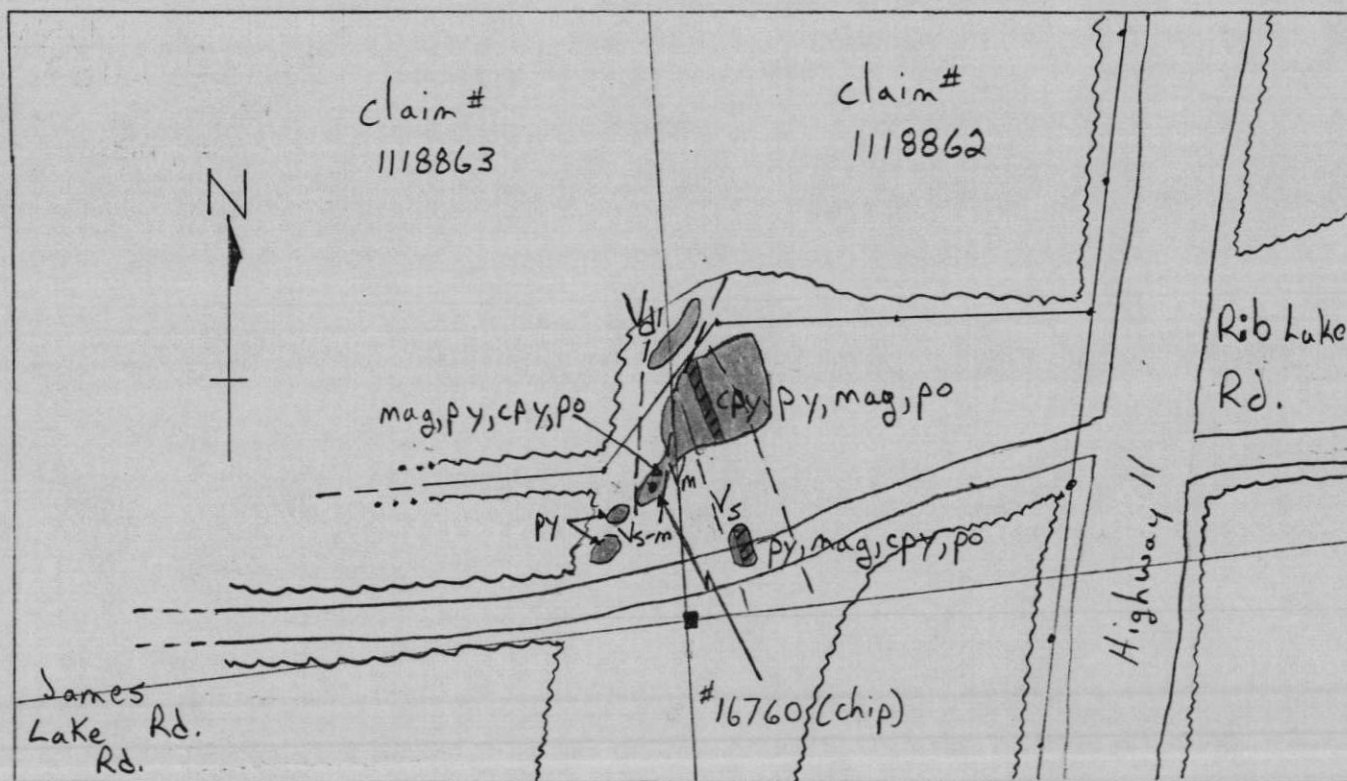 Claim #
1118863
Claim #
1118862
N
Vd
Rib Lake
Rd.
mag, py, cpy, po
cpy, py, mag, po
m
Vs
py
Vs-m
py, mag, cpy, po
Highway 11
#16760 (chip)
James
Lake Rd.
Rd.